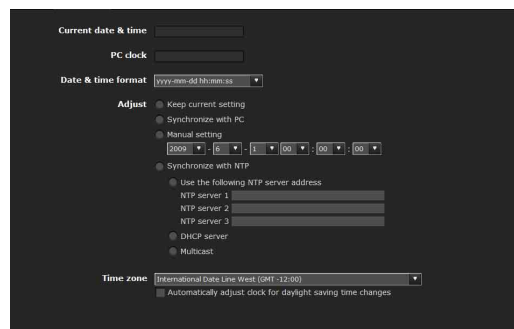 Current date & time
PC clock
Date & time format yyyy-mm-dd hh:mm:ss
Adjust Keep current setting
Synchronize with PC
Manual setting
2009 - 6 - 1 00 : 00 : 00
Synchronize with NTP
Use the following NTP server address
NTP server 1
NTP server 2
NTP server 3
DHCP server
Multicast
Time zone International Date Line West (GMT -12:00)
Automatically adjust clock for daylight saving time changes